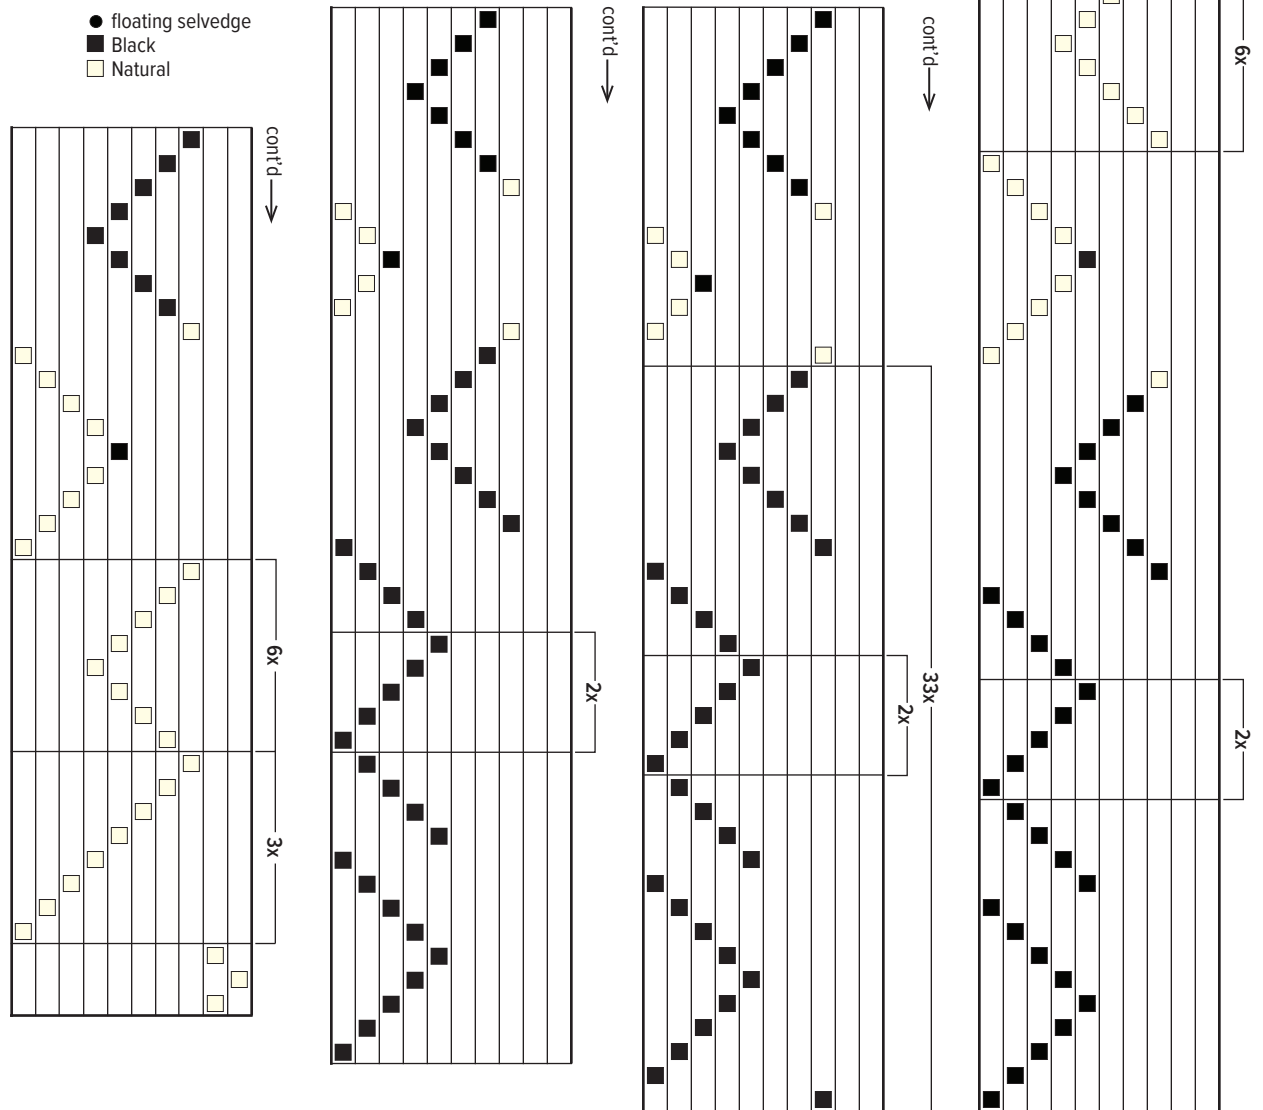 floating selvedge
Black
Natural
cont'd
6x
3x
cont'd
2x
cont'd
33x
2x
6x
2x